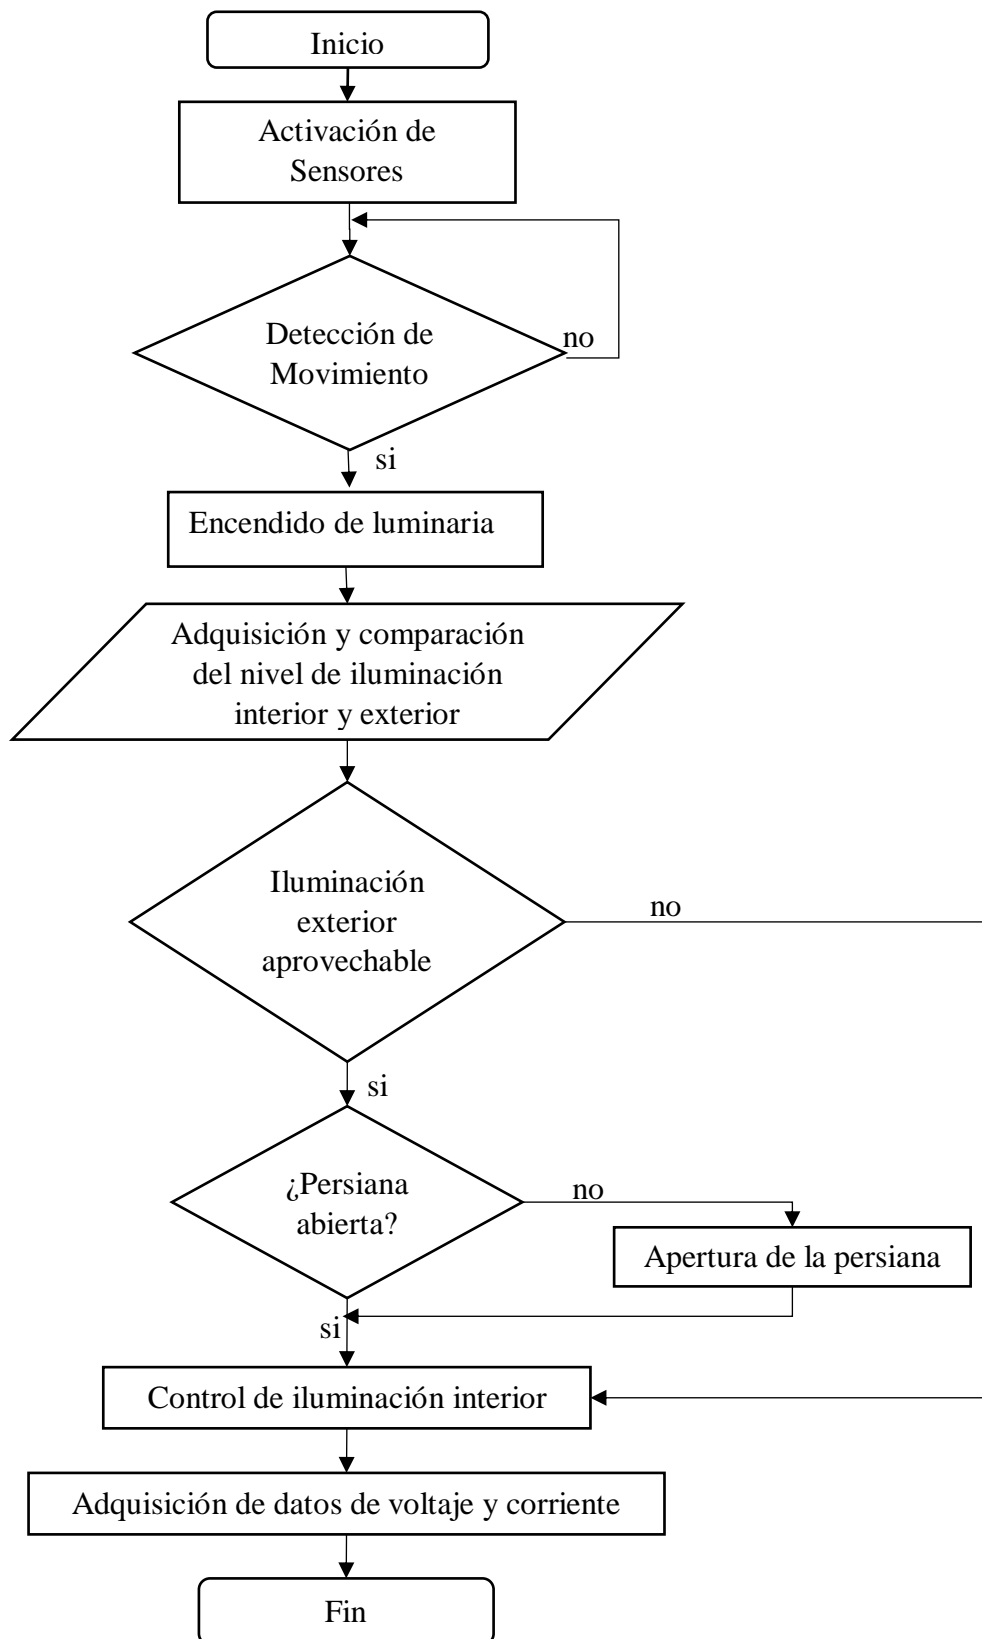 Inicio
Activación de
Sensores
Detección de
Movimiento
no
si
Encendido de luminaria
Adquisición y comparación
del nivel de iluminación
interior y exterior
Iluminación
exterior
aprovechable
no
si
¿Persiana
abierta?
no
Apertura de la persiana
si
Control de iluminación interior
Adquisición de datos de voltaje y corriente
Fin